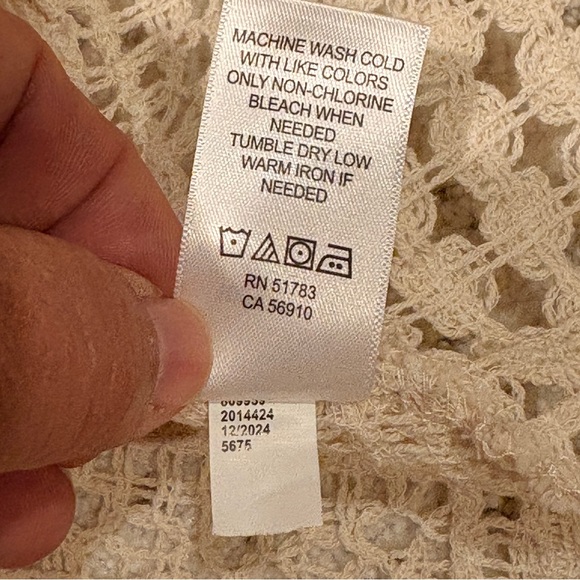 MACHINE WASH COLD
WITH LIKE COLORS
ONLY NON-CHLORINE
BLEACH WHEN
NEEDED
TUMBLE DRY LOW
WARM IRON IF
NEEDED
RN 51783
CA 56910
2014424
12/2024
5675